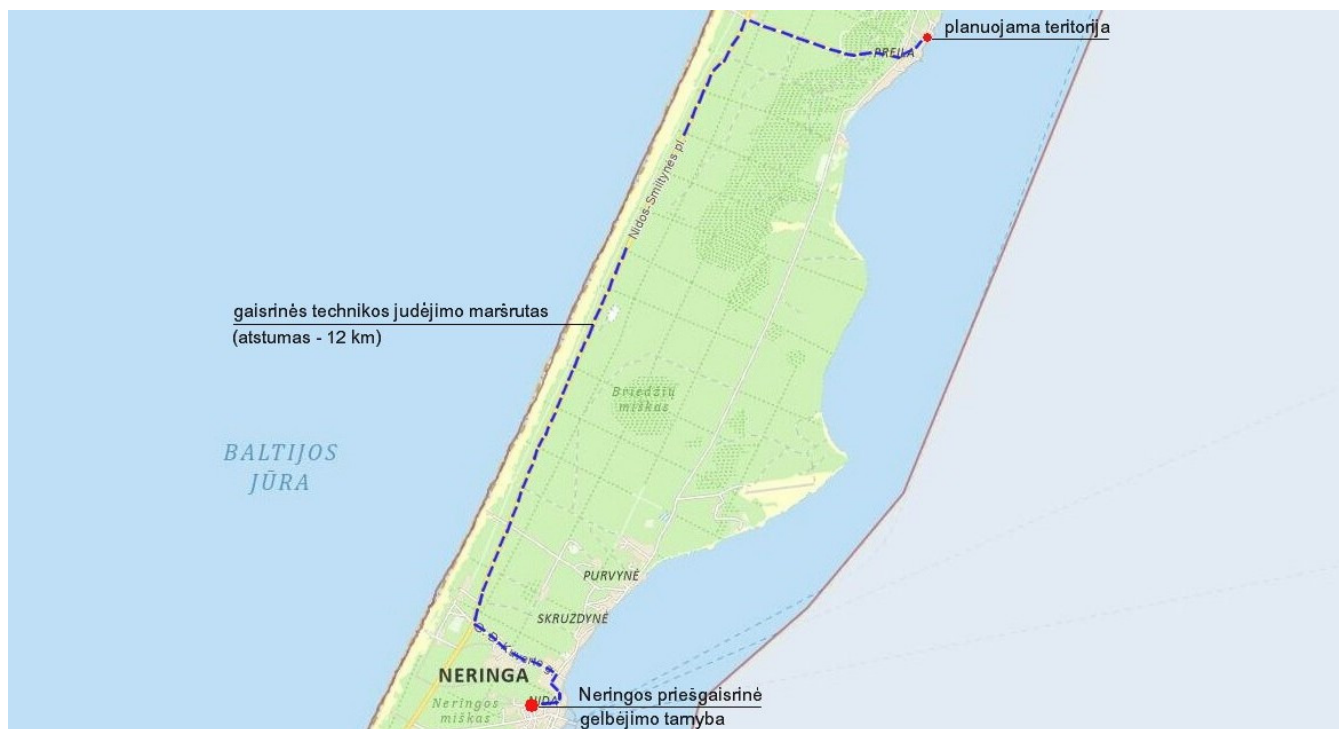 planuojama teritorija
PREILA
Nidos-Smiltynės pl.
gaisrinės technikos judėjimo maršrutas
(atstumas - 12 km)
Briedžių
miškas
BALTIJOS
JŪRA
PURVYNĖ
SKRUZDYNĖ
G. D. Kuverto g.
NERINGA
Neringos
miškas
NIDA
Neringos priešgaisrinė
gelbėjimo tarnyba